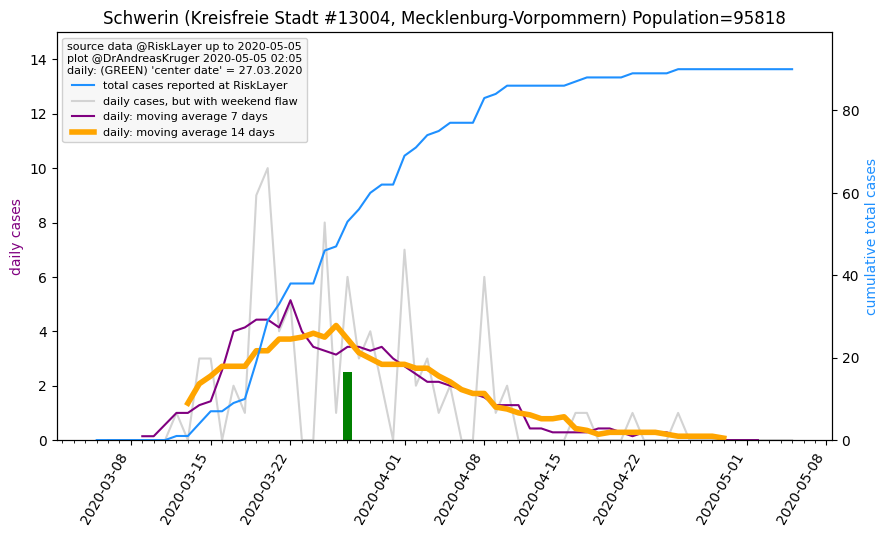 Schwerin (Kreisfreie Stadt #13004, Mecklenburg-Vorpommern) Population=95818
source data @RiskLayer up to 2020-05-05
plot @DrAndreasKruger 2020-05-05 02:05
daily: (GREEN) 'center date' = 27.03.2020
total cases reported at RiskLayer
daily cases, but with weekend flaw
daily: moving average 7 days
daily: moving average 14 days
14
12
10
8
6
4
2
0
daily cases
80
60
40
20
0
cumulative total cases
2020-03-08
2020-03-15
2020-03-22
2020-04-01
2020-04-08
2020-04-15
2020-04-22
2020-05-01
2020-05-08